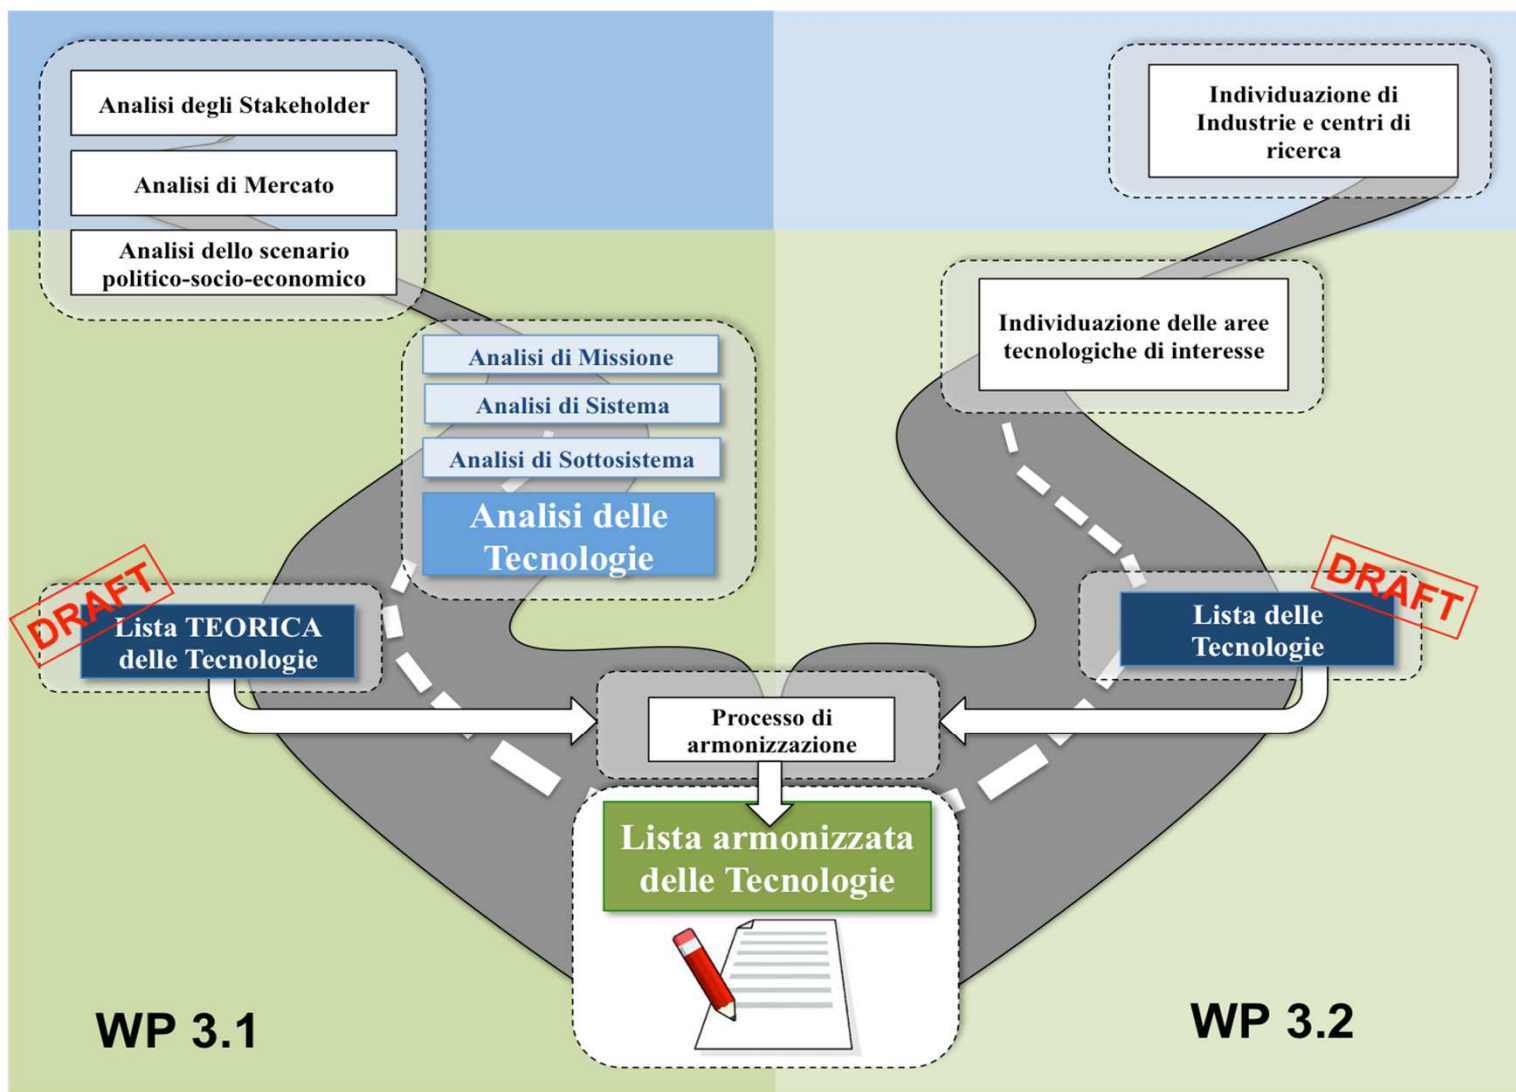 Analisi degli Stakeholder
Analisi di Mercato
Analisi dello scenario
politico-socio-economico
Analisi di Missione
Analisi di Sistema
Analisi di Sottosistema
Analisi delle
Tecnologie
DRAFT
Lista TEORICA
delle Tecnologie
Individuazione di
Industrie e centri di
ricerca
Individuazione delle aree
tecnologiche di interesse
DRAFT
Lista delle
Tecnologie
Processo di
armonizzazione
Lista armonizzata
delle Tecnologie
WP 3.1
WP 3.2